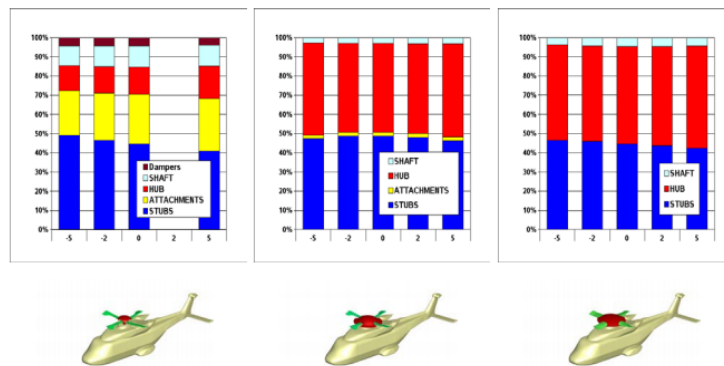 100%
90%
80%
70%
60%
50%
40%
30%
20%
10%
0%
-5 -2 0 2 5
Dampers
SHAFT
HUB
ATTACHMENTS
STUBS
100%
90%
80%
70%
60%
50%
40%
30%
20%
10%
0%
-5 -2 0 2 5
SHAFT
HUB
ATTACHMENTS
STUBS
100%
90%
80%
70%
60%
50%
40%
30%
20%
10%
0%
-5 -2 0 2 5
SHAFT
HUB
STUBS